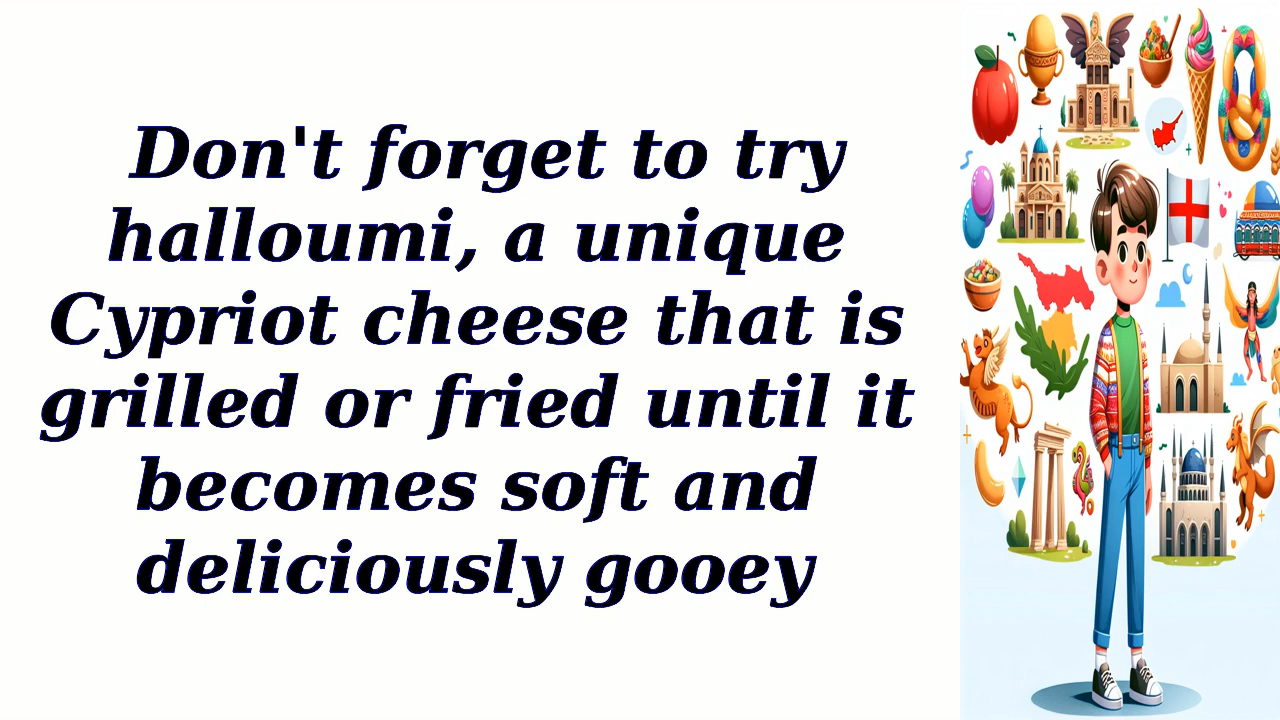 Don't forget to try
halloumi, a unique
Cypriot cheese that is
grilled or fried until it
becomes soft and
deliciously gooey